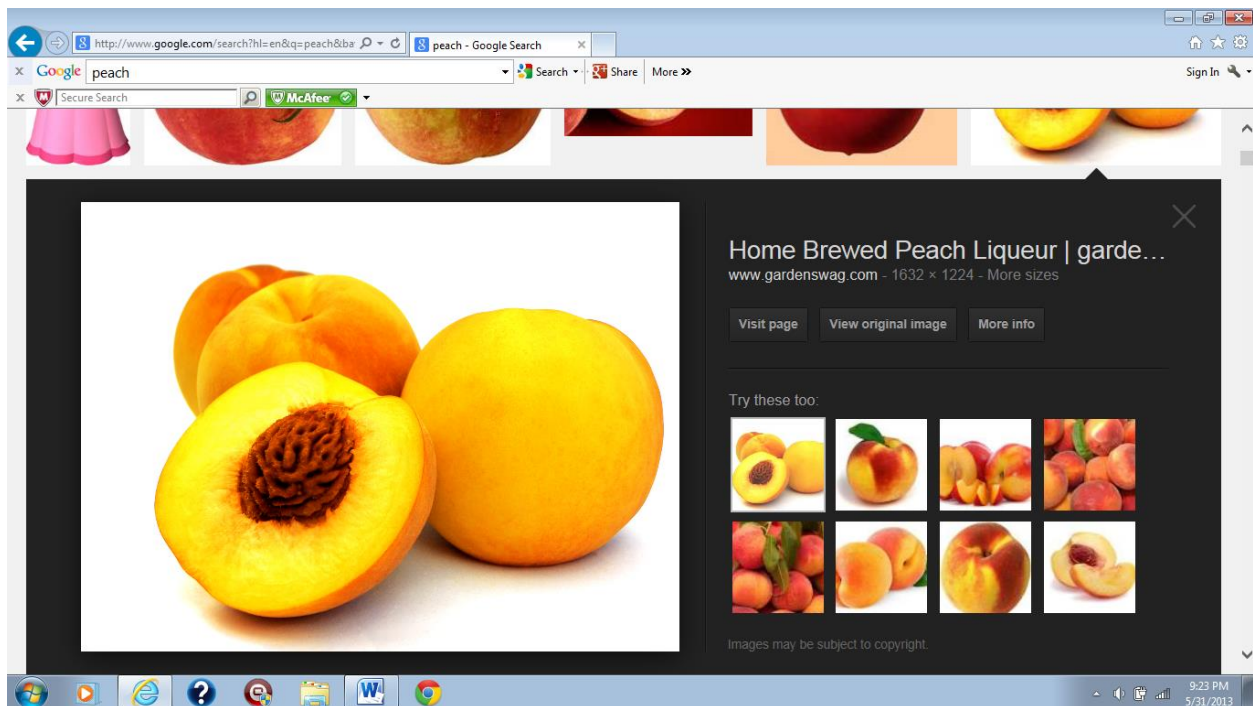 http://www.google.com/search?hl=en&q=peach&ba
peach - Google Search
Google peach Search Share More »
Sign In
Secure Search McAfee
Home Brewed Peach Liqueur | garde...
www.gardenswag.com - 1632 × 1224 - More sizes
Visit page View original image More info
Try these too:
Images may be subject to copyright.
9:23 PM
5/31/2013